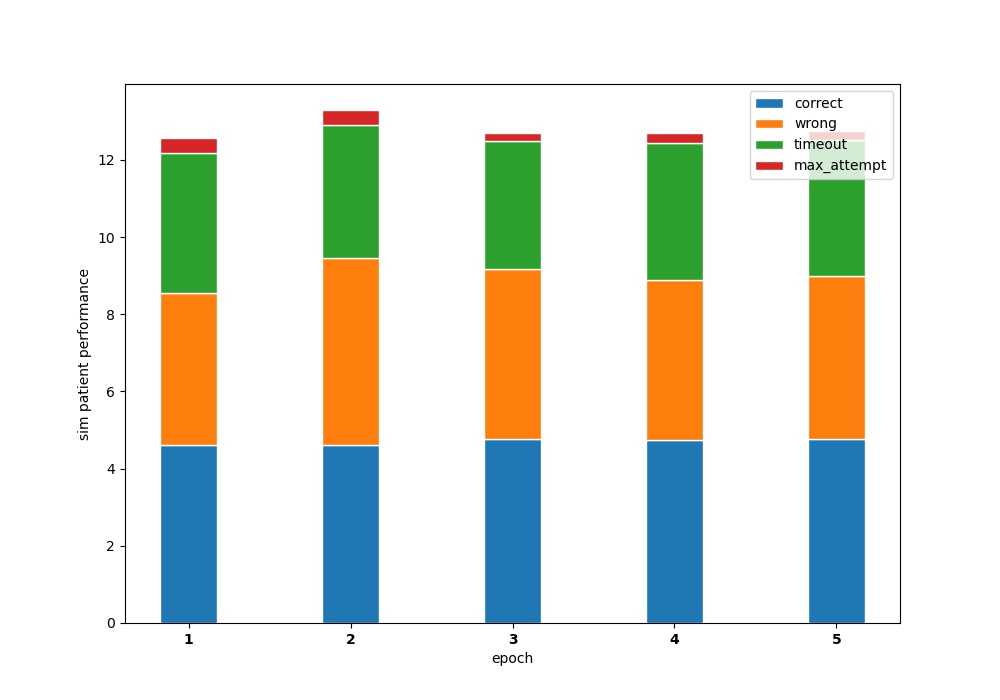 correct
wrong
timeout
max_attempt
12
10
8
6
4
2
0
sim patient performance
1 2 3 4 5
epoch